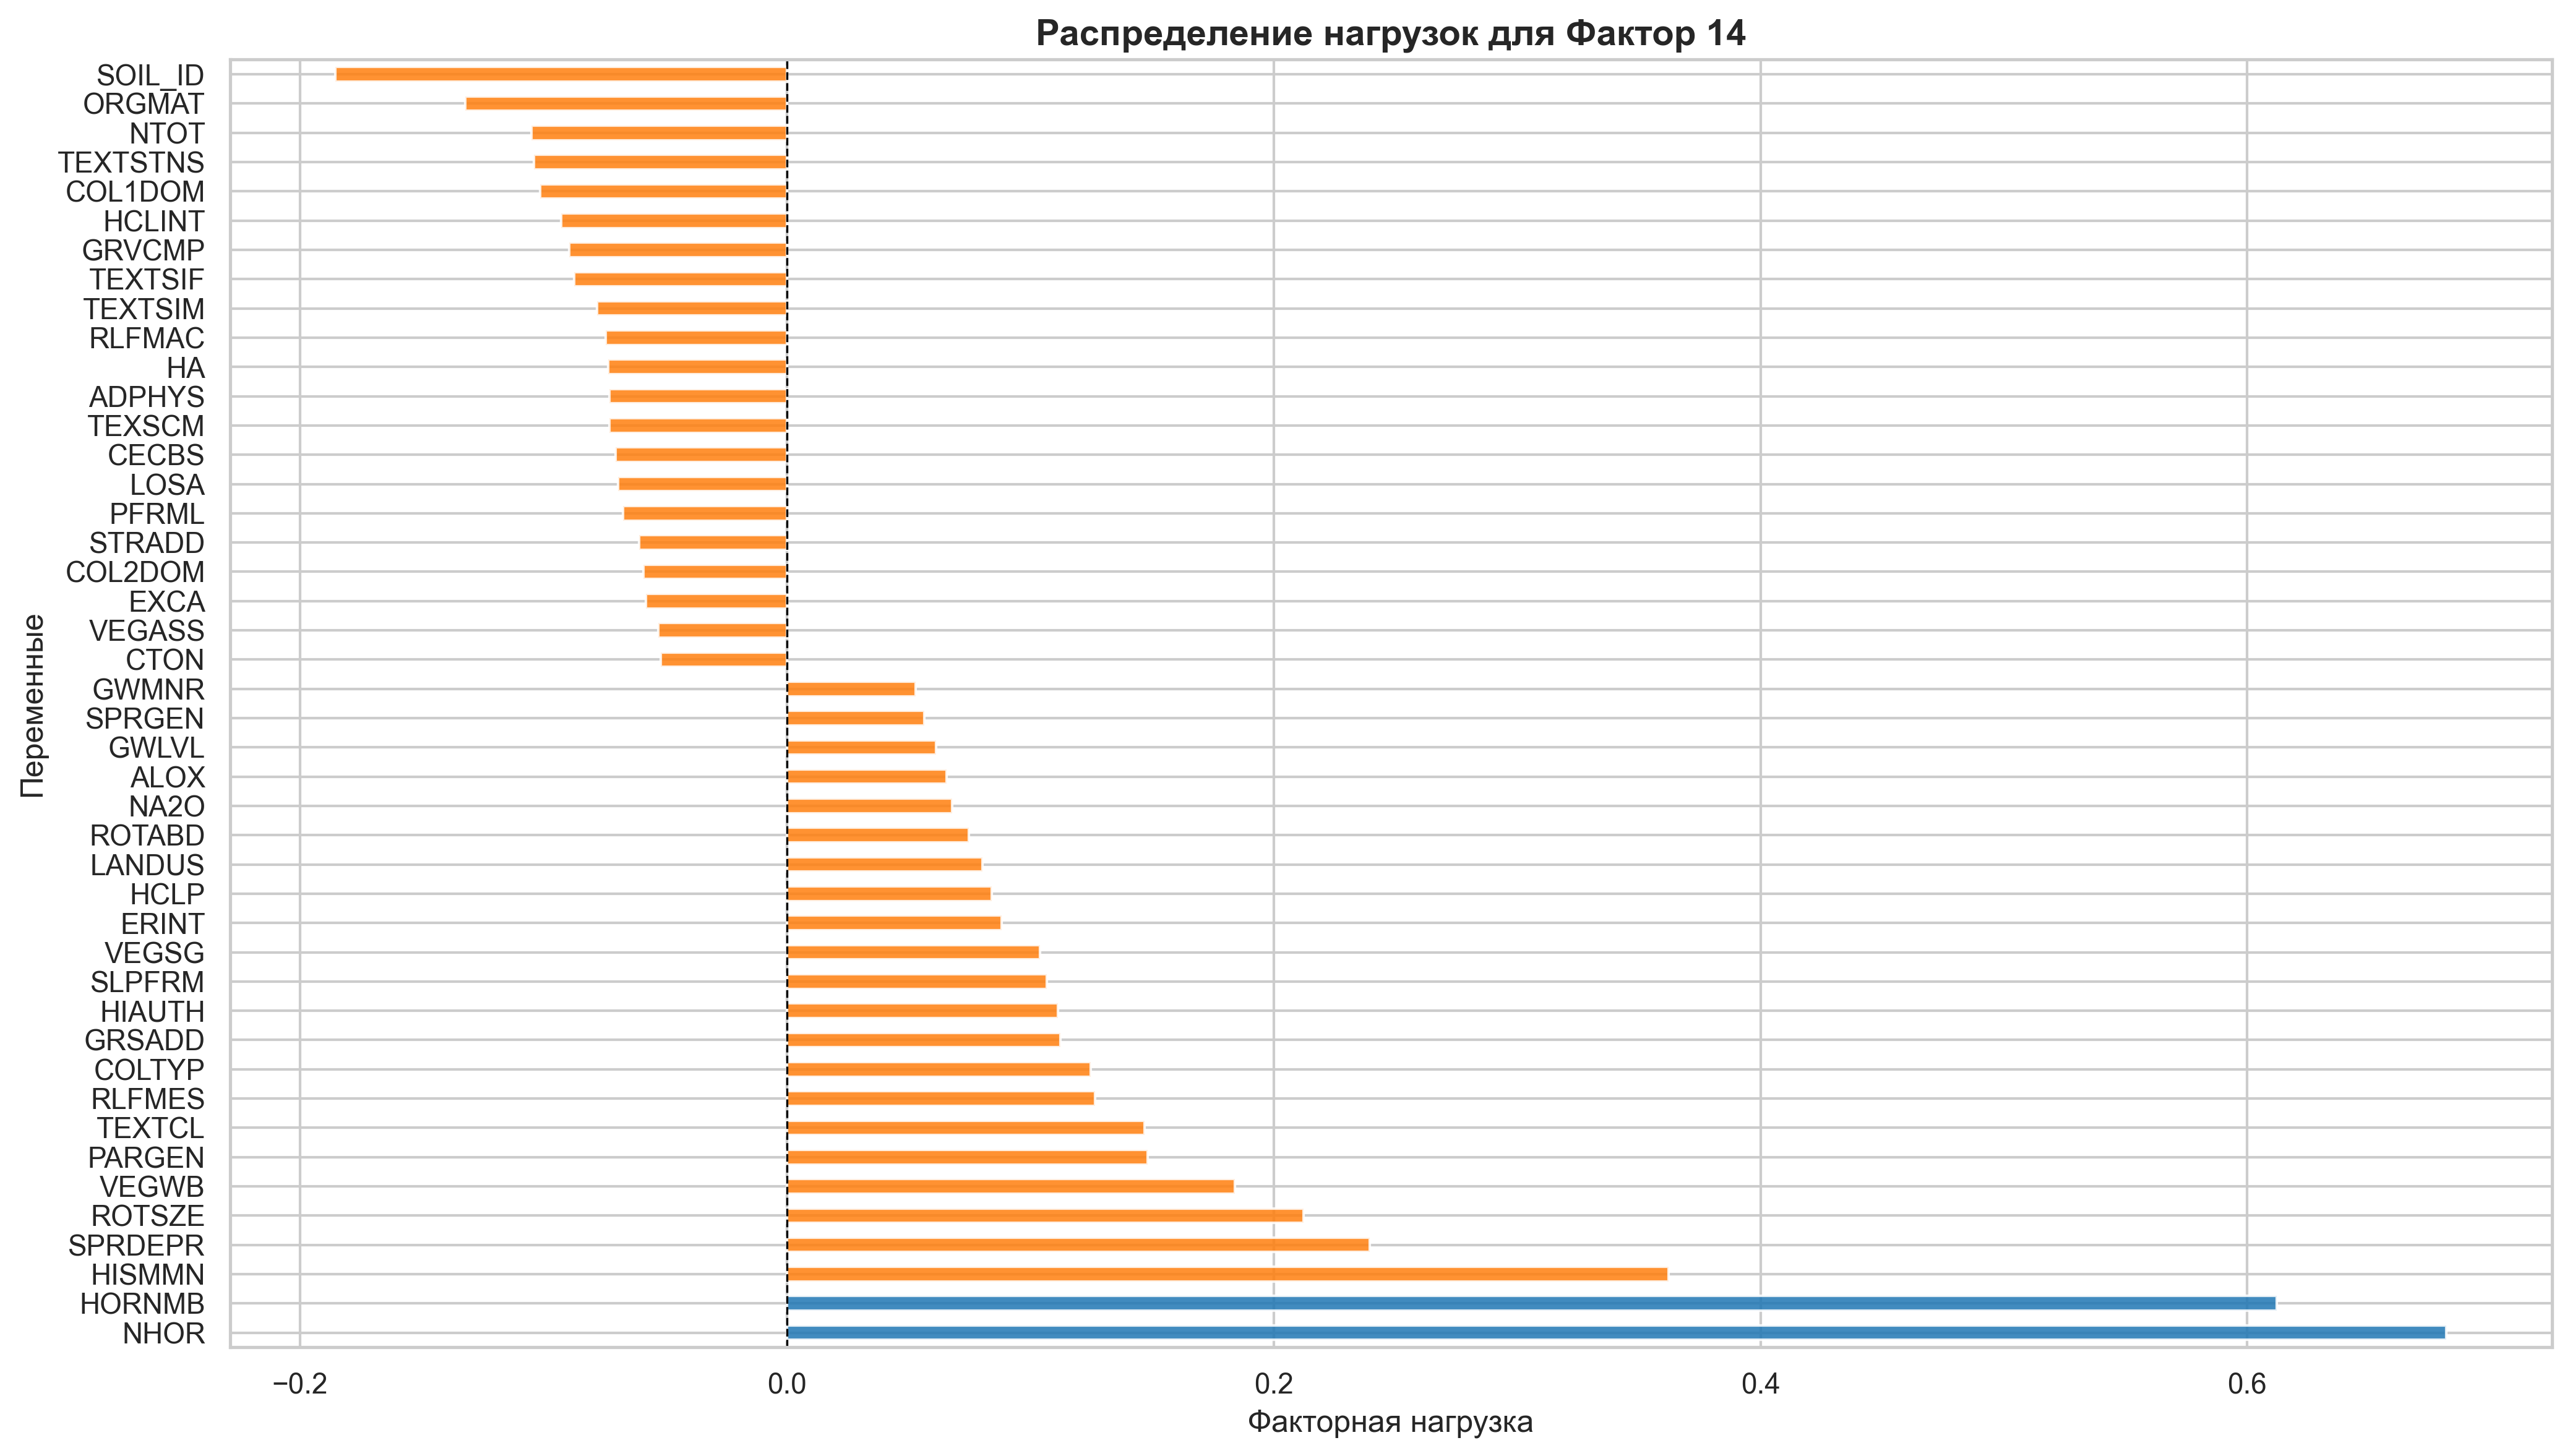 Распределение нагрузок для Фактор 14
SOIL_ID
ORGMAT
NTOT
TEXTSTNS
COL1DOM
HCLINT
GRVCMP
TEXTSIF
TEXTSIM
RLFMAC
HA
ADPHYS
TEXSCM
CECBS
LOSA
PFRML
STRADD
COL2DOM
EXCA
VEGASS
CTON
GWMNR
SPRGEN
GWLVL
ALOX
NA2O
ROTABD
LANDUS
HCLP
ERINT
VEGSG
SLPFRM
HIAUTH
GRSADD
COLTYP
RLFMES
TEXTCL
PARGEN
VEGWB
ROTSZE
SPRDEPR
HISMMN
HORNMB
NHOR
Переменные
−0.2 0.0 0.2 0.4 0.6
Факторная нагрузка